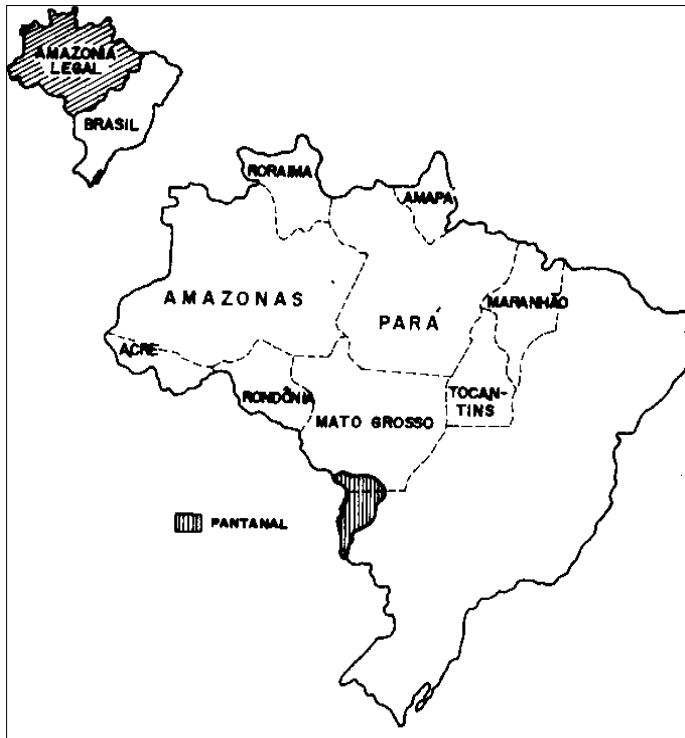 AMAZONIA
LEGAL
BRASIL
RORAIMA
AMAPA
AMAZONAS
PARÁ
MARANHÃO
ACRE
RONDÔNIA
MATO GROSSO
TOCAN-
TINS
PANTANAL